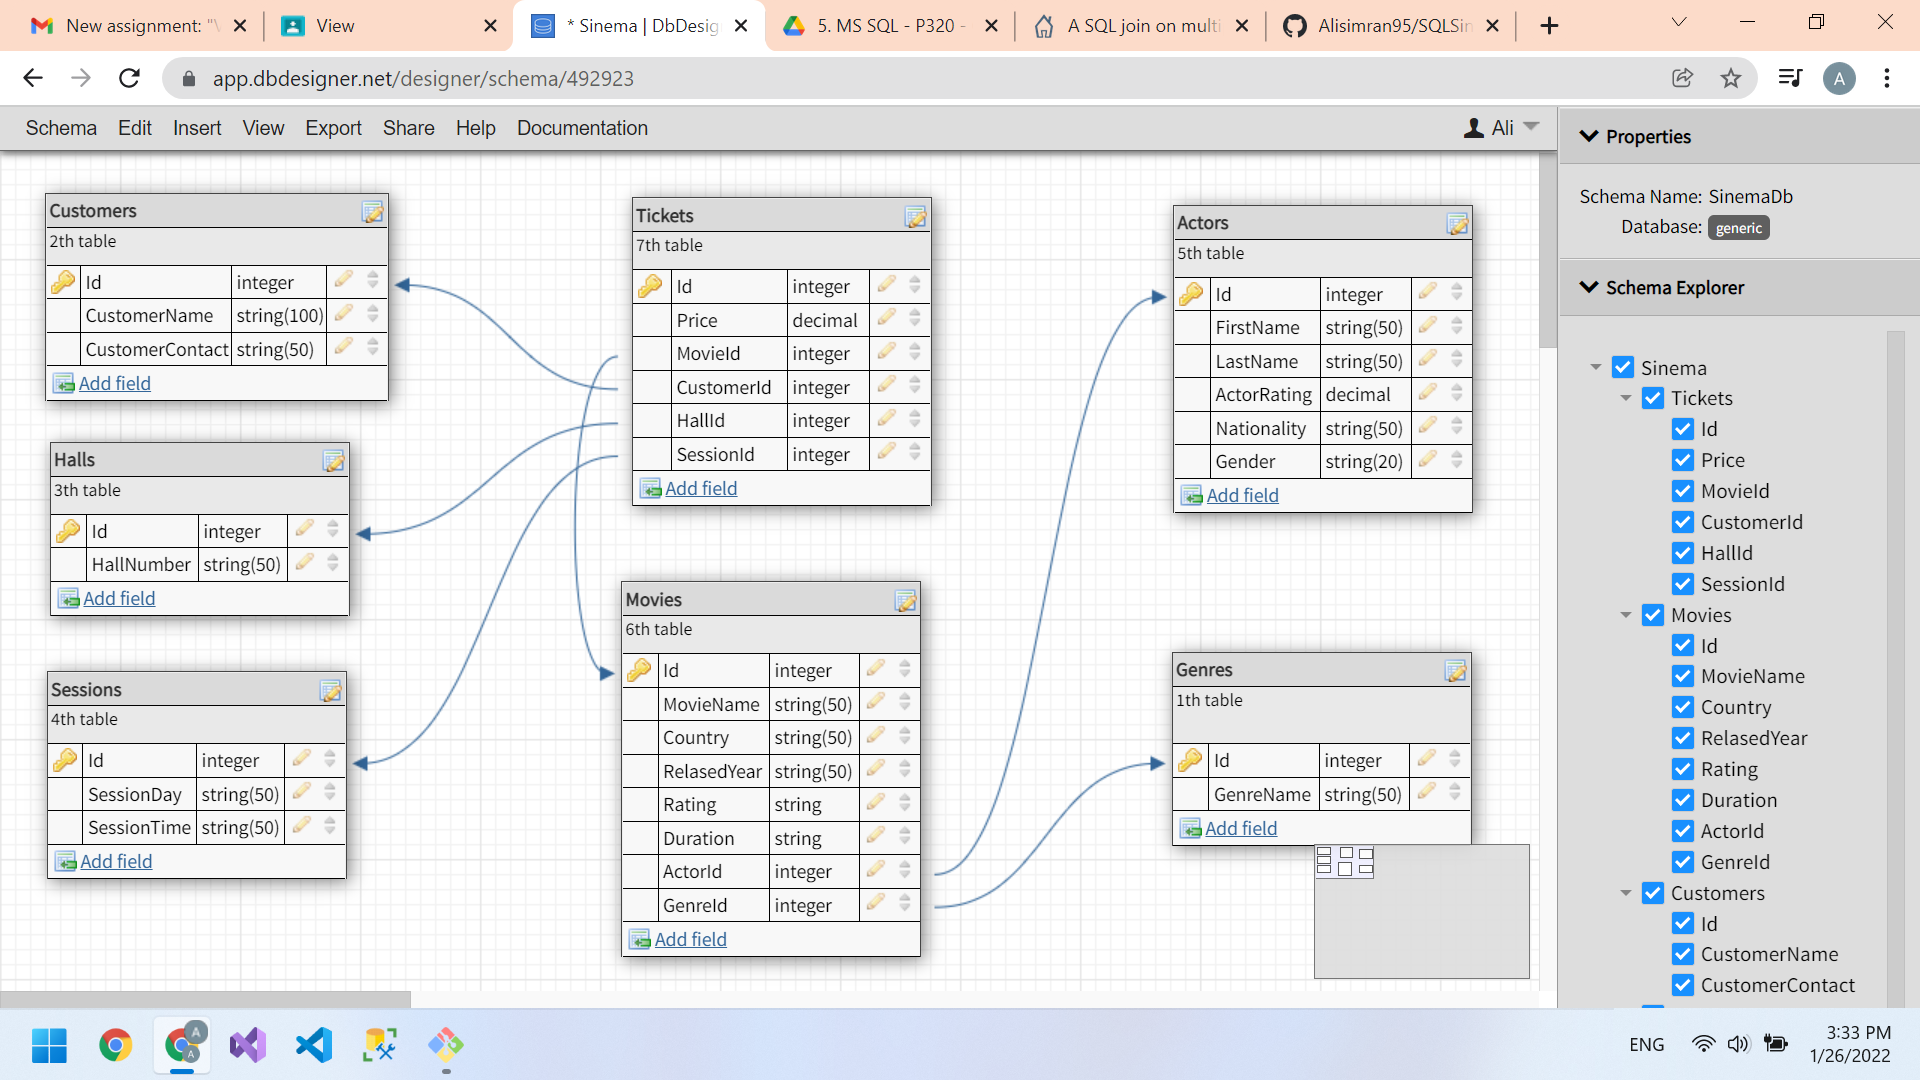 New assignment: "V
View
* Sinema | DbDesig
5. MS SQL - P320 -
A SQL join on multi
Alisimran95/SQLSin
app.dbdesigner.net/designer/schema/492923
A
Schema Edit Insert View Export Share Help Documentation
Ali
Customers
2th table
Id integer
CustomerName string(100)
CustomerContact string(50)
Add field
Halls
3th table
Id integer
HallNumber string(50)
Add field
Sessions
4th table
Id integer
SessionDay string(50)
SessionTime string(50)
Add field
Tickets
7th table
Id integer
Price decimal
MovieId integer
CustomerId integer
HallId integer
SessionId integer
Add field
Movies
6th table
Id integer
MovieName string(50)
Country string(50)
RelasedYear string(50)
Rating string
Duration string
ActorId integer
GenreId integer
Add field
Actors
5th table
Id integer
FirstName string(50)
LastName string(50)
ActorRating decimal
Nationality string(50)
Gender string(20)
Add field
Genres
1th table
Id integer
GenreName string(50)
Add field
Properties
Schema Name: SinemaDb
Database: generic
Schema Explorer
Sinema
Tickets
Id
Price
MovieId
CustomerId
HallId
SessionId
Movies
Id
MovieName
Country
RelasedYear
Rating
Duration
ActorId
GenreId
Customers
Id
CustomerName
CustomerContact
A
A
ENG
3:33 PM
1/26/2022